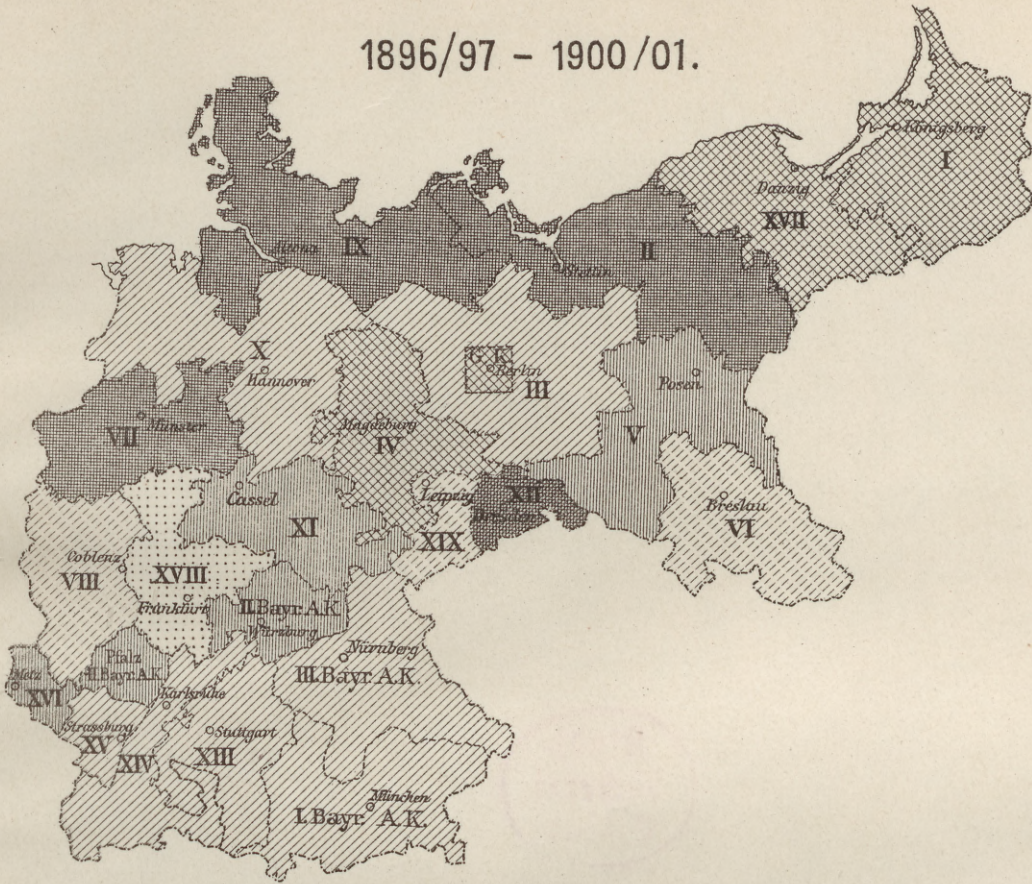 1896/97 – 1900/01.
Königsberg
I
Danzig
XVII
IX
Altona
II
Stettin
X
Hannover
G. K.
Berlin
III
Posen
V
VII
Münster
Magdeburg
IV
Cassel
XI
Leipzig
XIX
XII
Dresden
Breslau
VI
Coblenz
VIII
XVIII
Frankfurt
II. Bayr. A.K.
Würzburg
Nürnberg
III. Bayr. A.K.
Metz
XVI
Pfalz
II. Bayr. A.K.
Karlsruhe
Strassburg
XV
XIV
Stuttgart
XIII
München
I. Bayr. A. K.